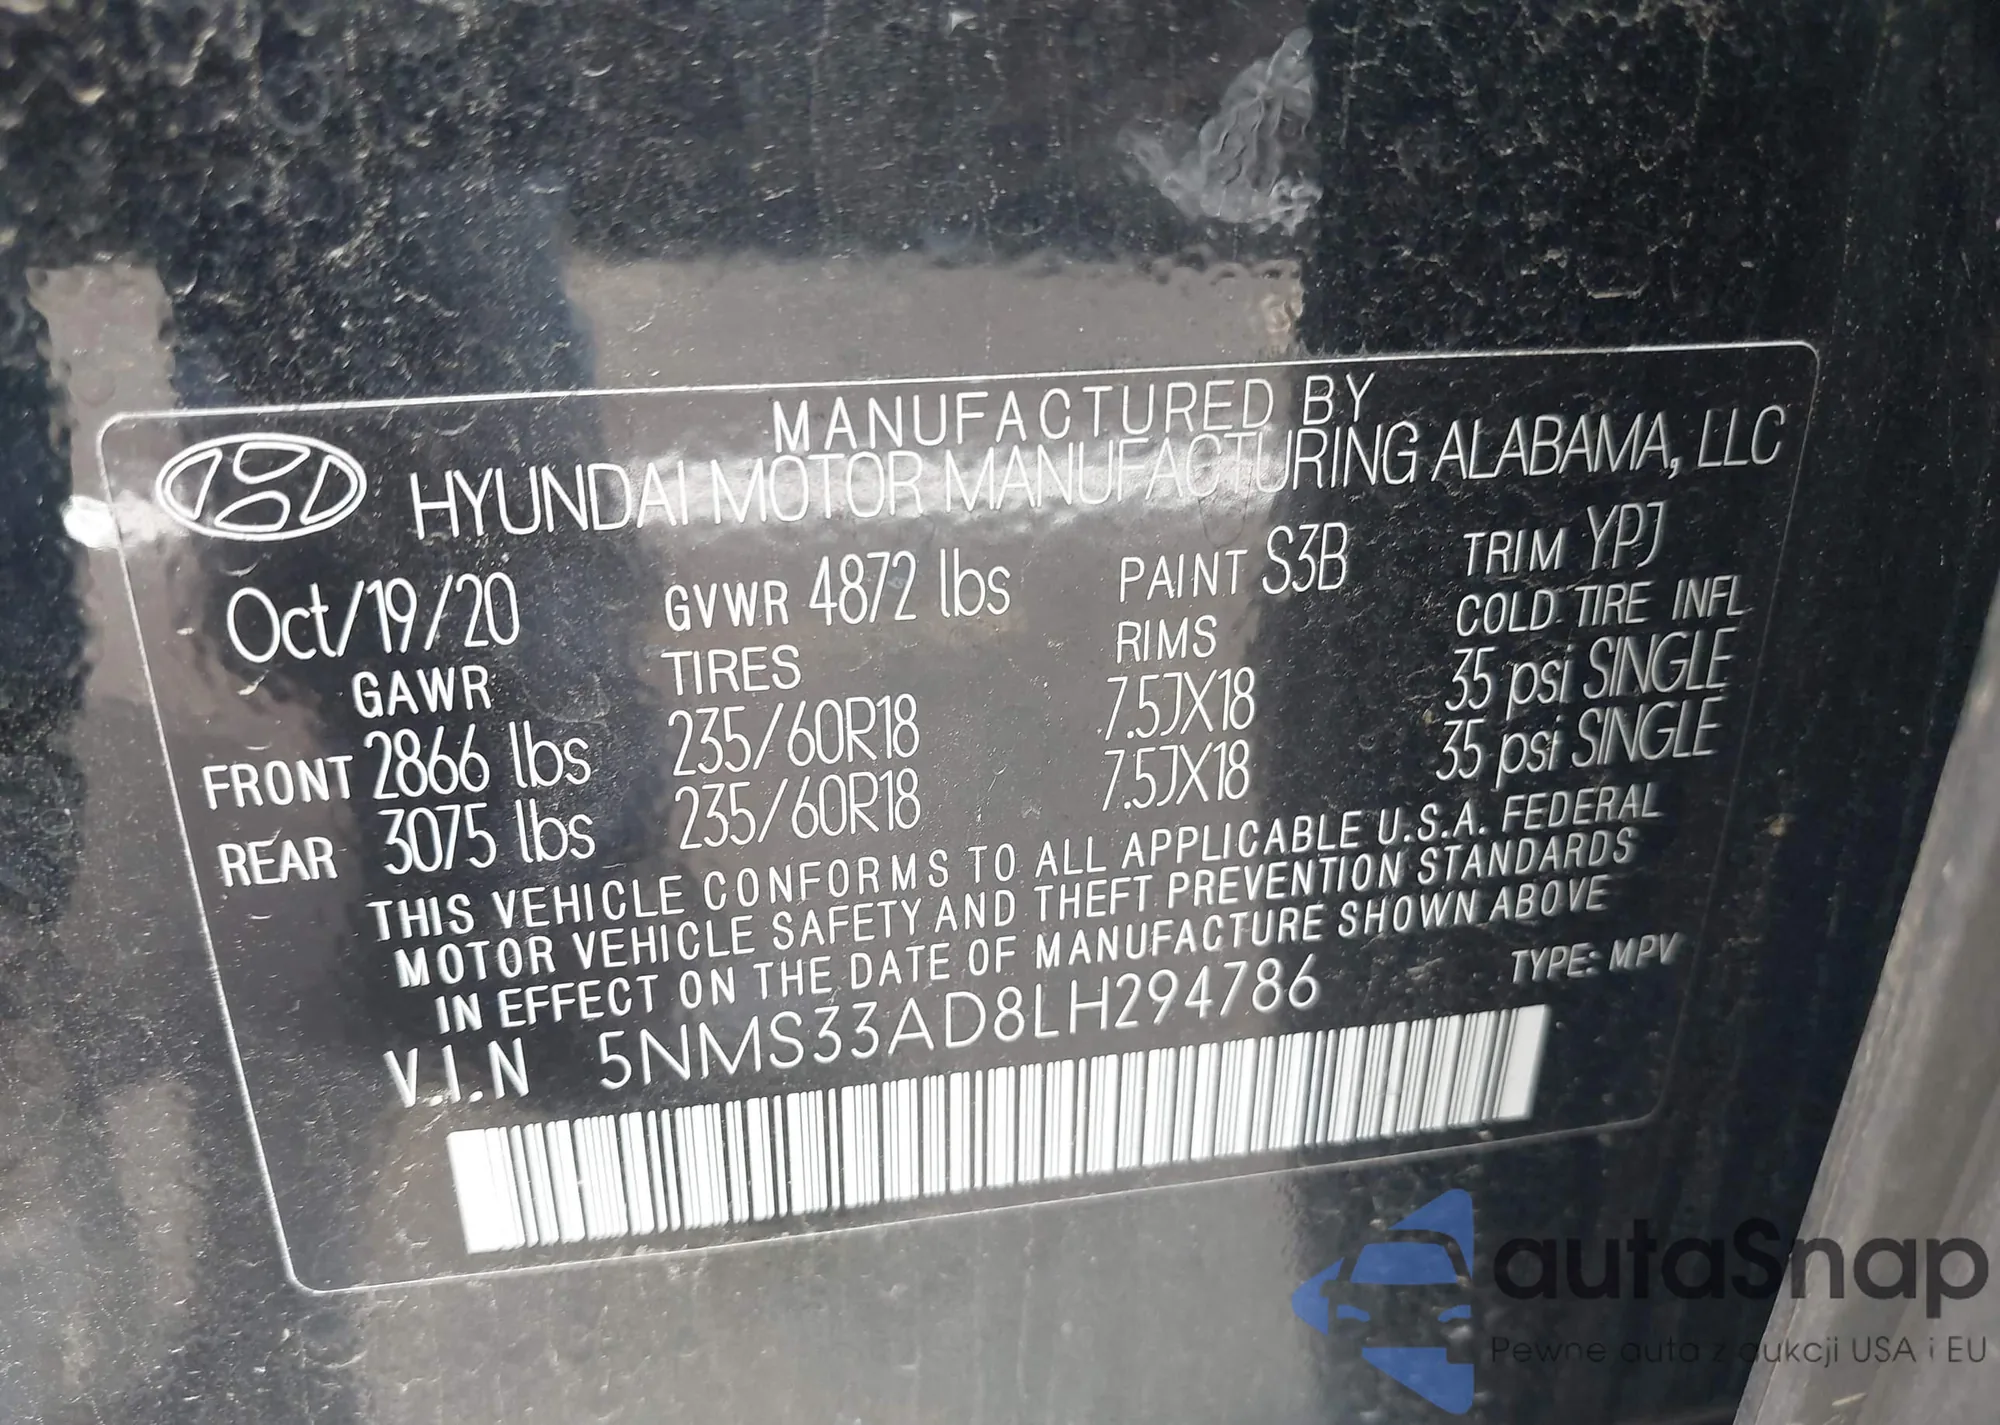 MANUFACTURED BY
HYUNDAI MOTOR MANUFACTURING ALABAMA, LLC
Oct/19/20 GVWR 4872 lbs PAINT S3B TRIM YPJ
GAWR TIRES RIMS COLD TIRE INFL
FRONT 2866 lbs 235/60R18 7.5JX18 35 psi SINGLE
REAR 3075 lbs 235/60R18 7.5JX18 35 psi SINGLE
THIS VEHICLE CONFORMS TO ALL APPLICABLE U.S.A. FEDERAL
MOTOR VEHICLE SAFETY AND THEFT PREVENTION STANDARDS
IN EFFECT ON THE DATE OF MANUFACTURE SHOWN ABOVE
V.I.N 5NMS33AD8LH294786 TYPE: MPV
autaSnap
Pewne auta z aukcji USA i EU